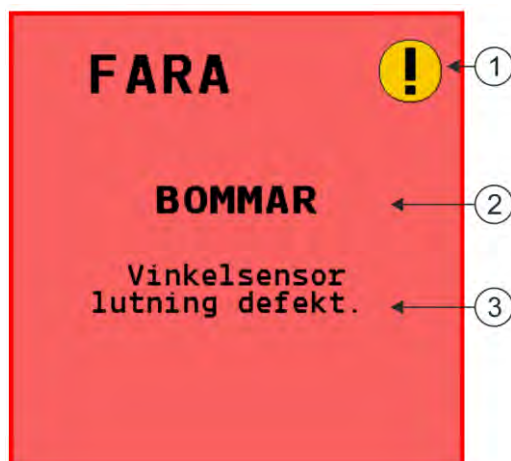 FARA
!
1
BOMMAR
2
Vinkelsensor
lutning defekt.
3